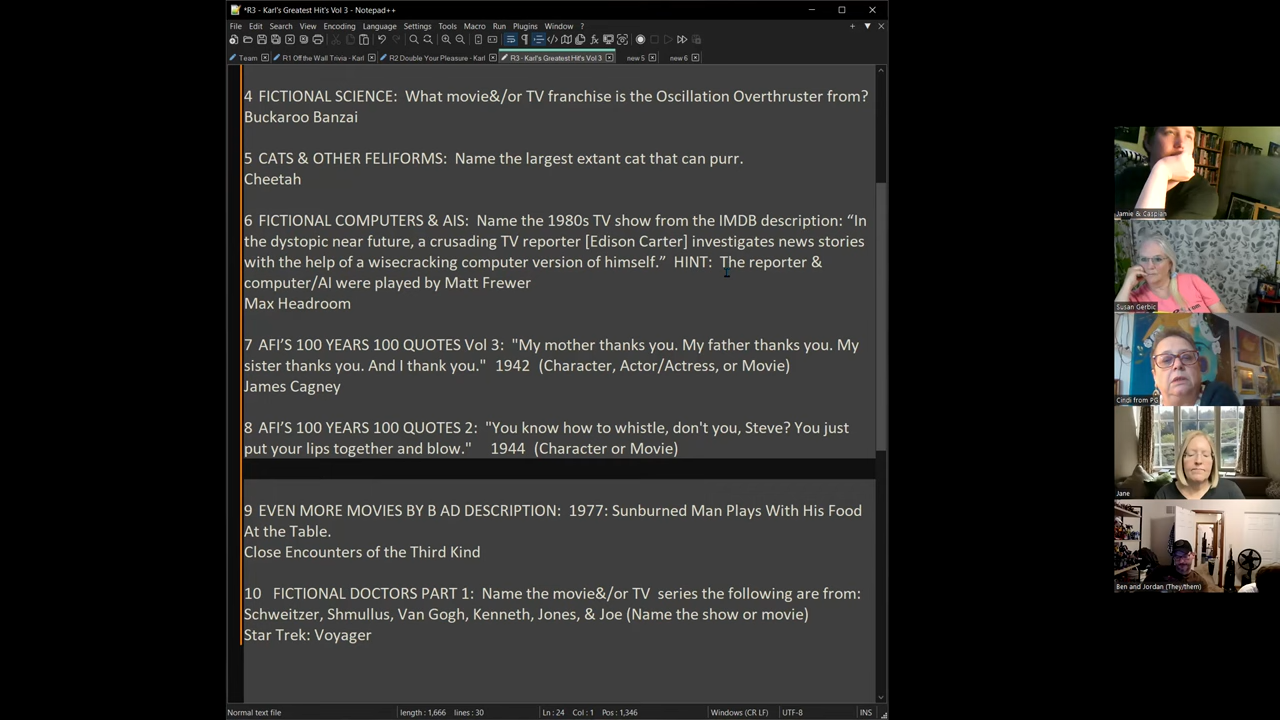 *R3 - Karl's Greatest Hit's Vol 3 - Notepad++
File Edit Search View Encoding Language Settings Tools Macro Run Plugins Window ?
Team R1 Off the Wall Trivia - Karl R2 Double Your Pleasure - Karl R3 - Karl's Greatest Hit's Vol 3 new 5 new 6
4 FICTIONAL SCIENCE: What movie&/or TV franchise is the Oscillation Overthruster from?
Buckaroo Banzai
5 CATS & OTHER FELIFORMS: Name the largest extant cat that can purr.
Cheetah
6 FICTIONAL COMPUTERS & AIS: Name the 1980s TV show from the IMDB description: “In
the dystopic near future, a crusading TV reporter [Edison Carter] investigates news stories
with the help of a wisecracking computer version of himself.” HINT: The reporter &
computer/AI were played by Matt Frewer
Max Headroom
7 AFI’S 100 YEARS 100 QUOTES Vol 3: "My mother thanks you. My father thanks you. My
sister thanks you. And I thank you." 1942 (Character, Actor/Actress, or Movie)
James Cagney
8 AFI’S 100 YEARS 100 QUOTES 2: "You know how to whistle, don't you, Steve? You just
put your lips together and blow." 1944 (Character or Movie)
9 EVEN MORE MOVIES BY B AD DESCRIPTION: 1977: Sunburned Man Plays With His Food
At the Table.
Close Encounters of the Third Kind
10 FICTIONAL DOCTORS PART 1: Name the movie&/or TV series the following are from:
Schweitzer, Shmullus, Van Gogh, Kenneth, Jones, & Joe (Name the show or movie)
Star Trek: Voyager
Normal text file length : 1,666 lines : 30 Ln : 24 Col : 1 Pos : 1,346 Windows (CR LF) UTF-8 INS
Jamie & Caspian
Susan Gerbic
Cindi from PG
Jane
Ben and Jordan (They/them)